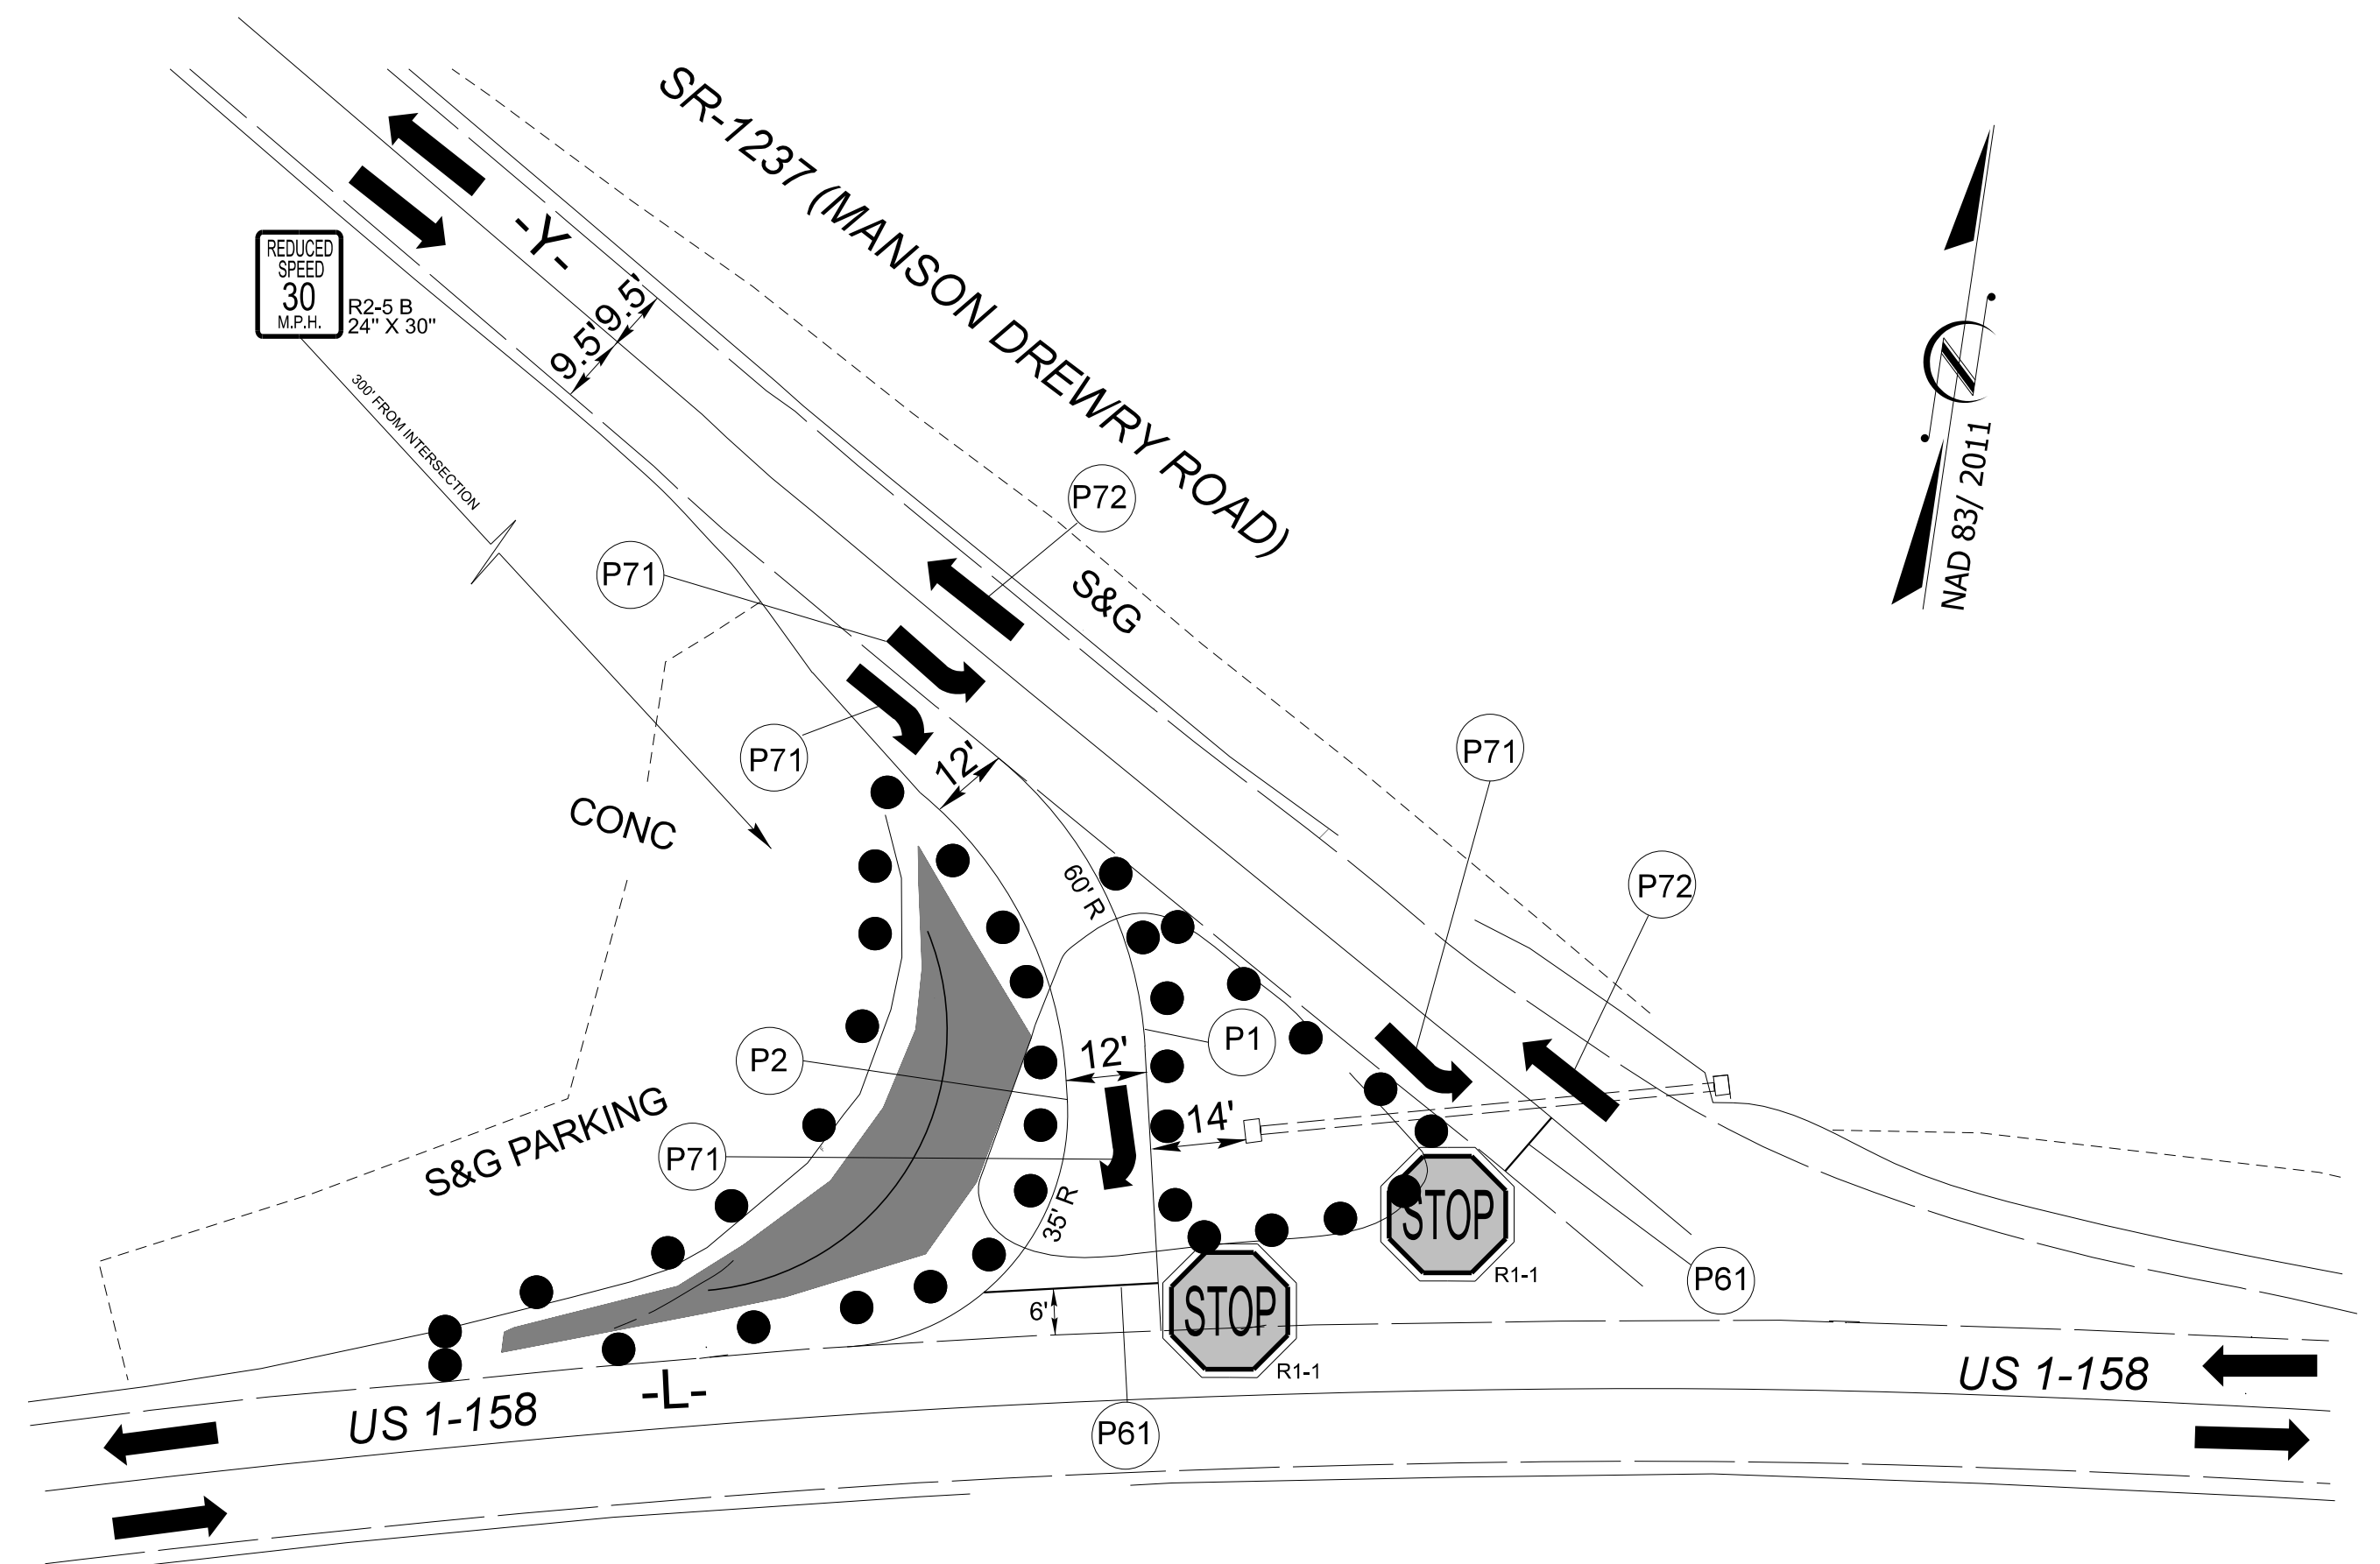 SR-1237 (MANSON DREWRY ROAD)
-Y-
REDUCED
SPEED
30
M.P.H.
R2-5 B
24" X 30"
9.5'
9.5'
300' FROM INTERSECTION
N
NAD 83/ 2011
P72
P71
S&G
P71
12'
P71
CONC
P72
60' R
P2
12'
P1
14'
S&G PARKING
P71
35' R
STOP
R1-1
P61
6'
STOP
R1-1
US 1-158
-L-
US 1-158
P61